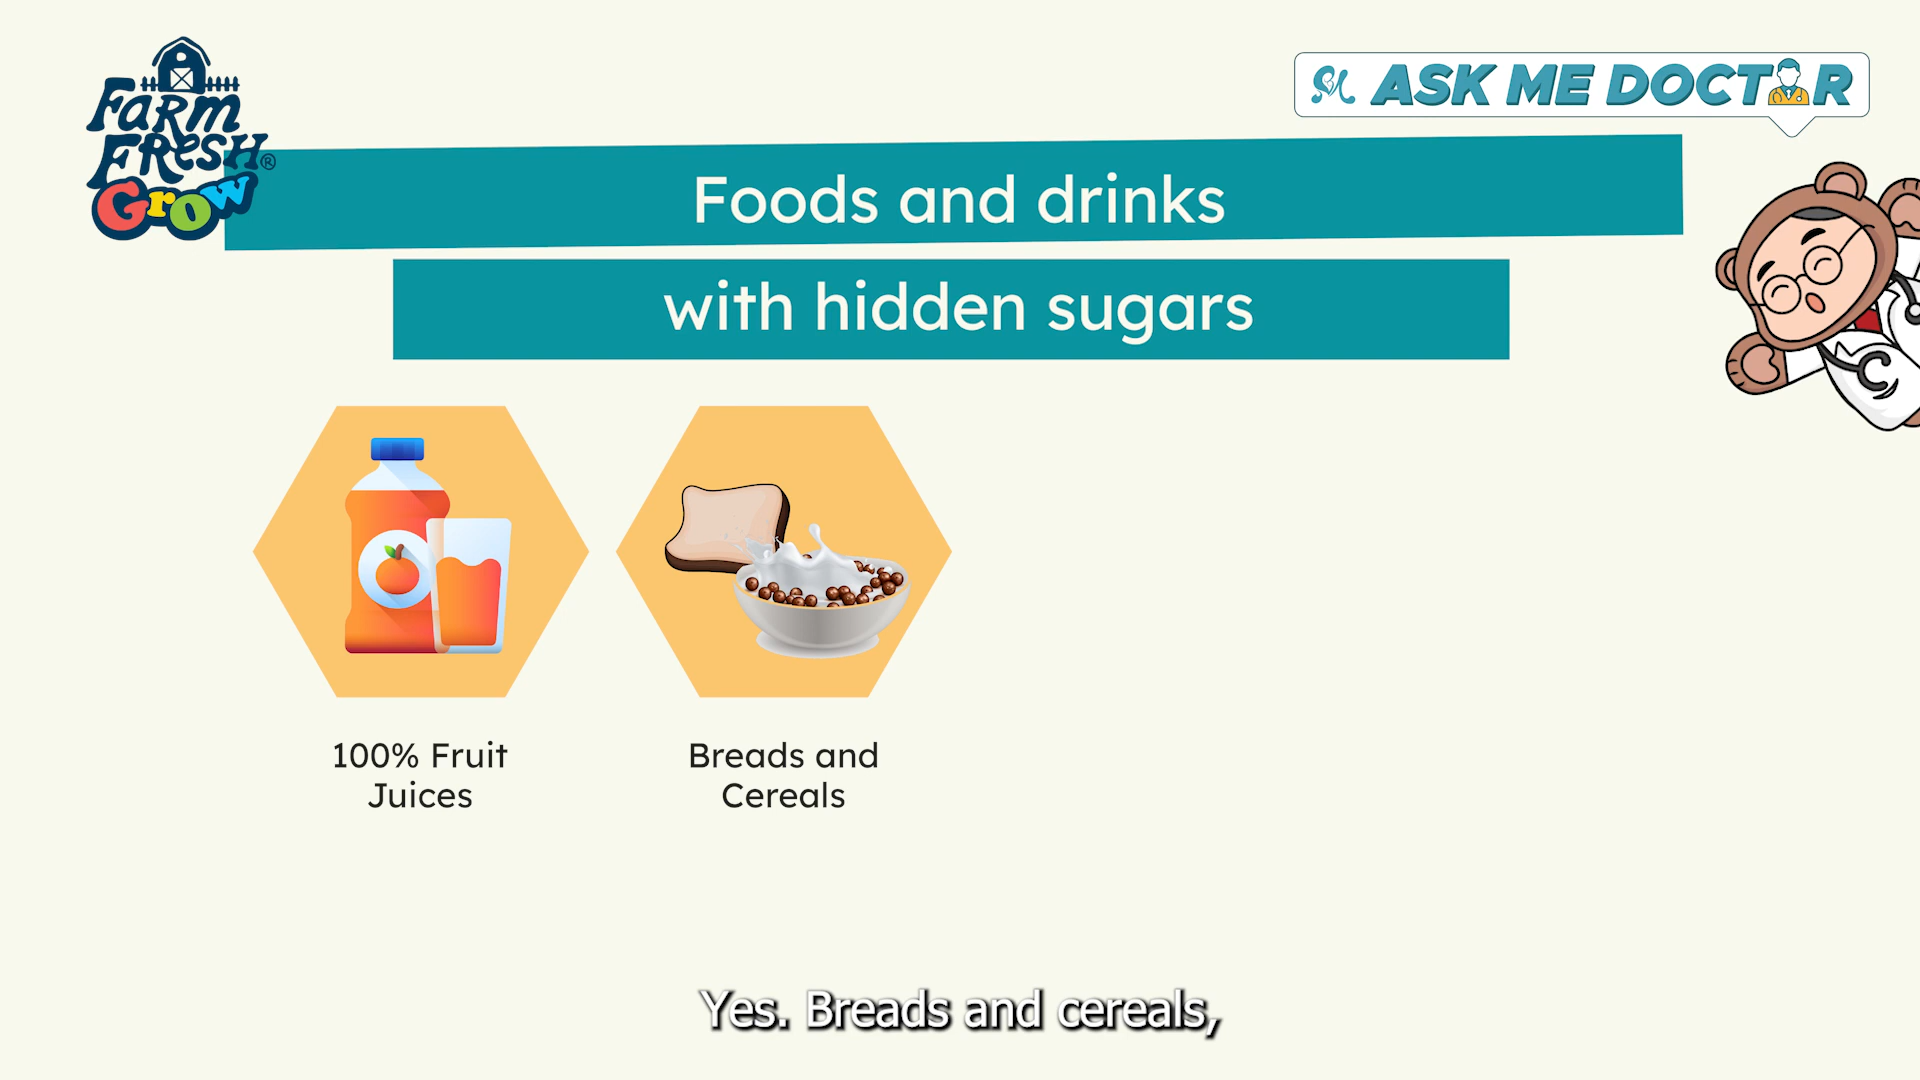 FARM
FRESH®
Grow
ASK ME DOCTOR
Foods and drinks
with hidden sugars
100% Fruit
Juices
Breads and
Cereals
Yes. Breads and cereals,